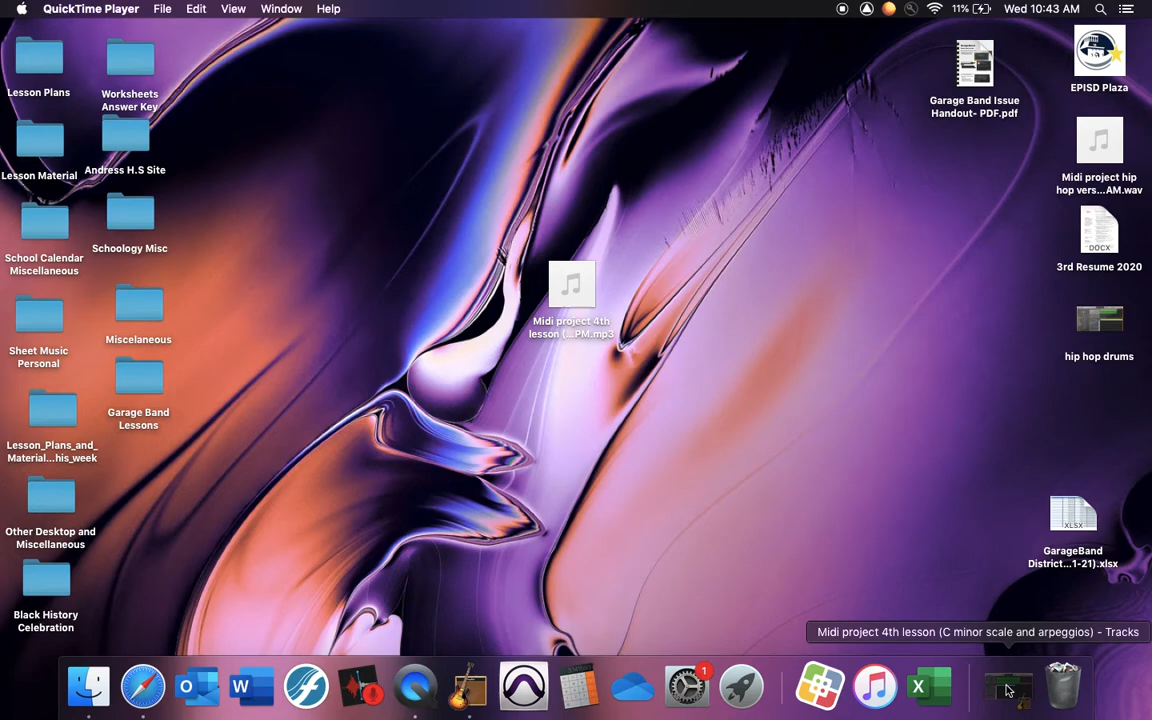 QuickTime Player File Edit View Window Help 11% Wed 10:43 AM
Lesson Plans
Worksheets
Answer Key
Lesson Material
Andress H.S Site
School Calendar
Miscellaneous
Schoology Misc
Sheet Music
Personal
Miscelaneous
Lesson_Plans_and_
Material...his_week
Garage Band
Lessons
Other Desktop and
Miscellaneous
Black History
Celebration
Midi project 4th
lesson (...PM.mp3
Garage Band Issue
Handout- PDF.pdf
EPISD Plaza
Midi project hip
hop vers...AM.wav
DOCX
3rd Resume 2020
hip hop drums
XLSX
GarageBand
District...1-21).xlsx
Midi project 4th lesson (C minor scale and arpeggios) - Tracks
1